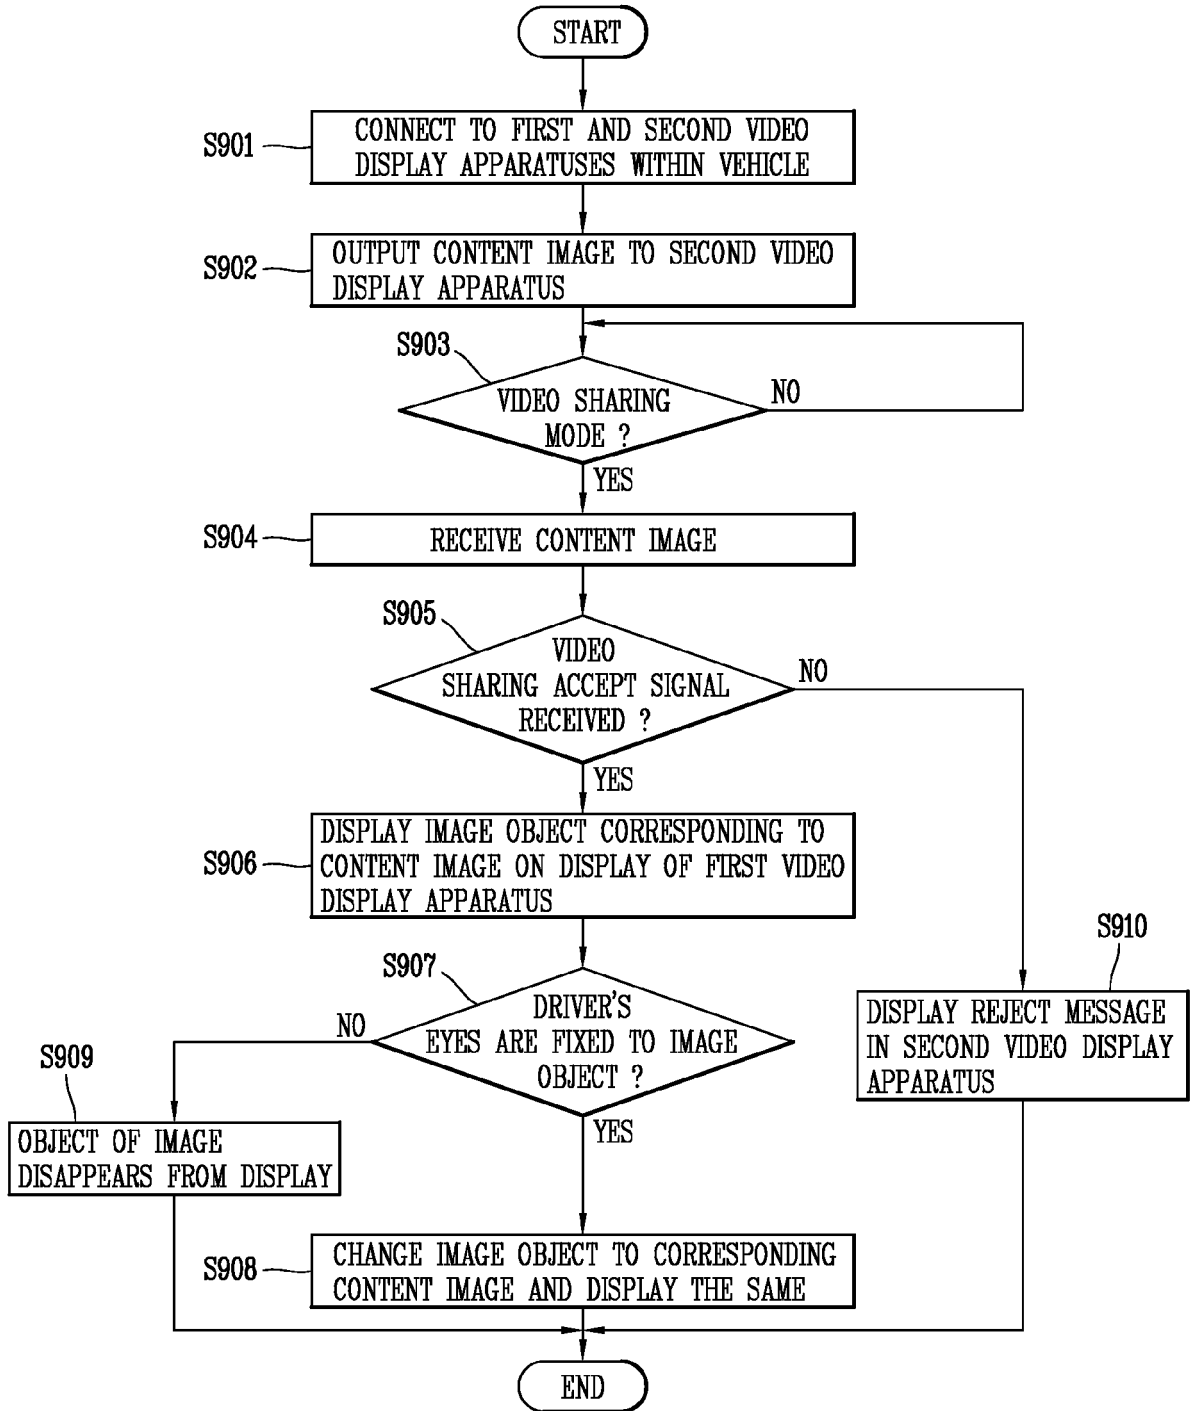 START
S901
CONNECT TO FIRST AND SECOND VIDEO
DISPLAY APPARATUSES WITHIN VEHICLE
S902
OUTPUT CONTENT IMAGE TO SECOND VIDEO
DISPLAY APPARATUS
S903
VIDEO SHARING
MODE ?
NO
YES
S904
RECEIVE CONTENT IMAGE
S905
VIDEO
SHARING ACCEPT SIGNAL
RECEIVED ?
NO
YES
S906
DISPLAY IMAGE OBJECT CORRESPONDING TO
CONTENT IMAGE ON DISPLAY OF FIRST VIDEO
DISPLAY APPARATUS
S907
DRIVER'S
EYES ARE FIXED TO IMAGE
OBJECT ?
NO
YES
S910
DISPLAY REJECT MESSAGE
IN SECOND VIDEO DISPLAY
APPARATUS
S909
OBJECT OF IMAGE
DISAPPEARS FROM DISPLAY
S908
CHANGE IMAGE OBJECT TO CORRESPONDING
CONTENT IMAGE AND DISPLAY THE SAME
END